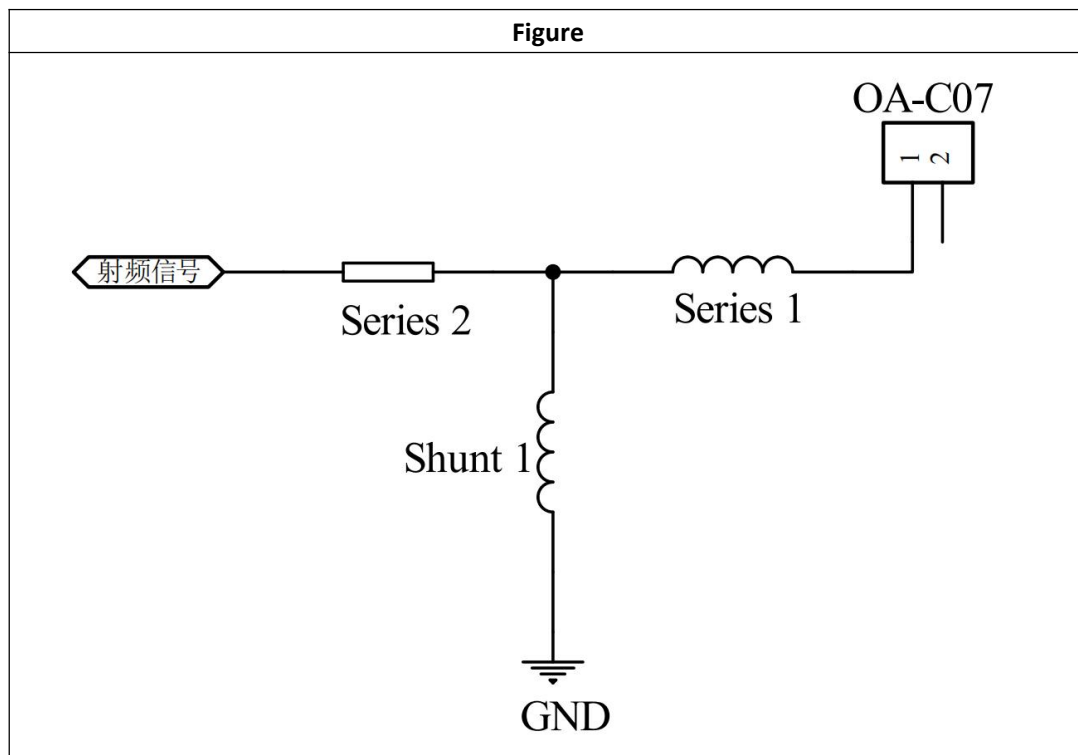 Figure
OA-C07
1
2
射频信号
Series 2
Series 1
Shunt 1
GND